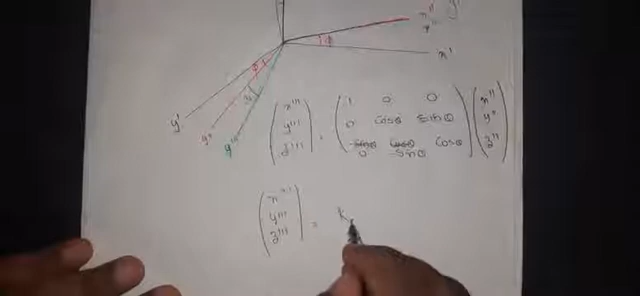 x'' y'
x'
φ
φ
y' y'' y'''
x''' = 1 0 0 x''
y''' 0 cosθ sinθ y''
z''' 0 -sinθ cosθ z''
x'''
y''' = k
z'''